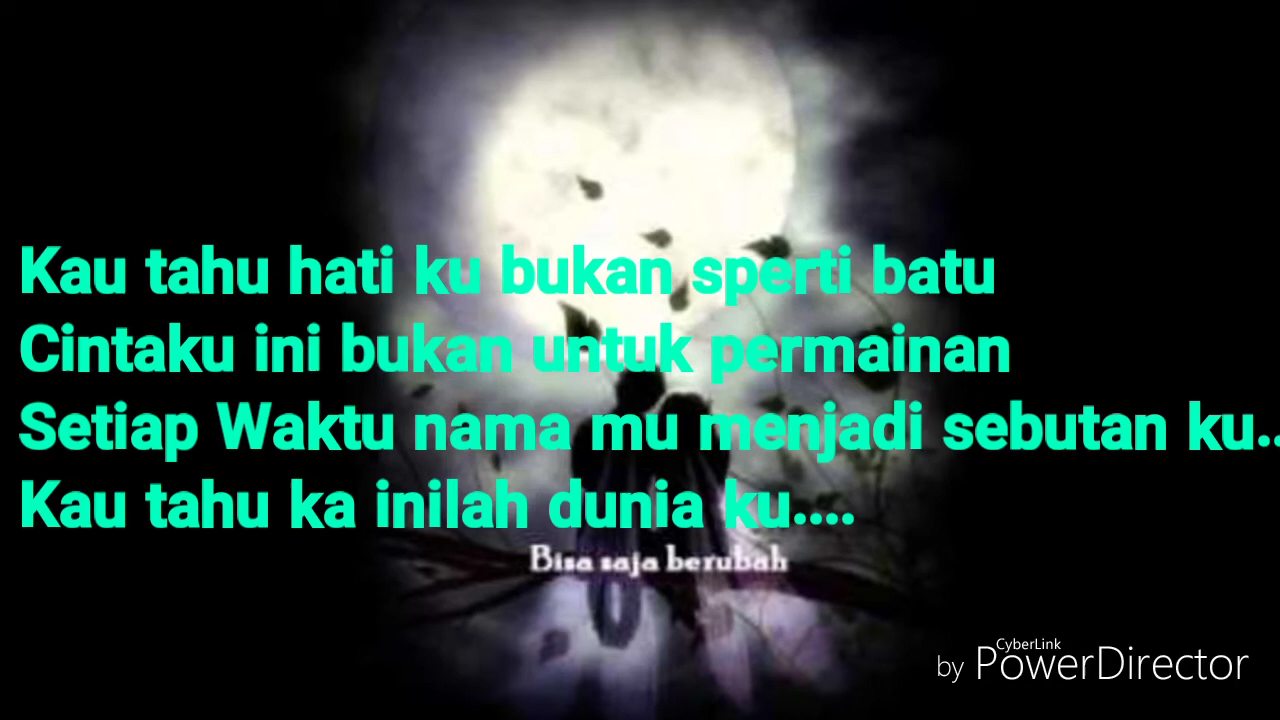 Kau tahu hati ku bukan sperti batu
Cintaku ini bukan untuk permainan
Setiap Waktu nama mu menjadi sebutan ku..
Kau tahu ka inilah dunia ku....
Bisa saja berubah
by CyberLink PowerDirector